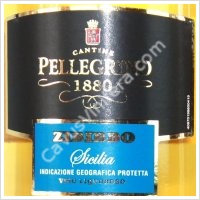 CANTINE
PELLEGRINO
1880
ZIBIBBO
Sicilia
INDICAZIONE GEOGRAFICA PROTETTA